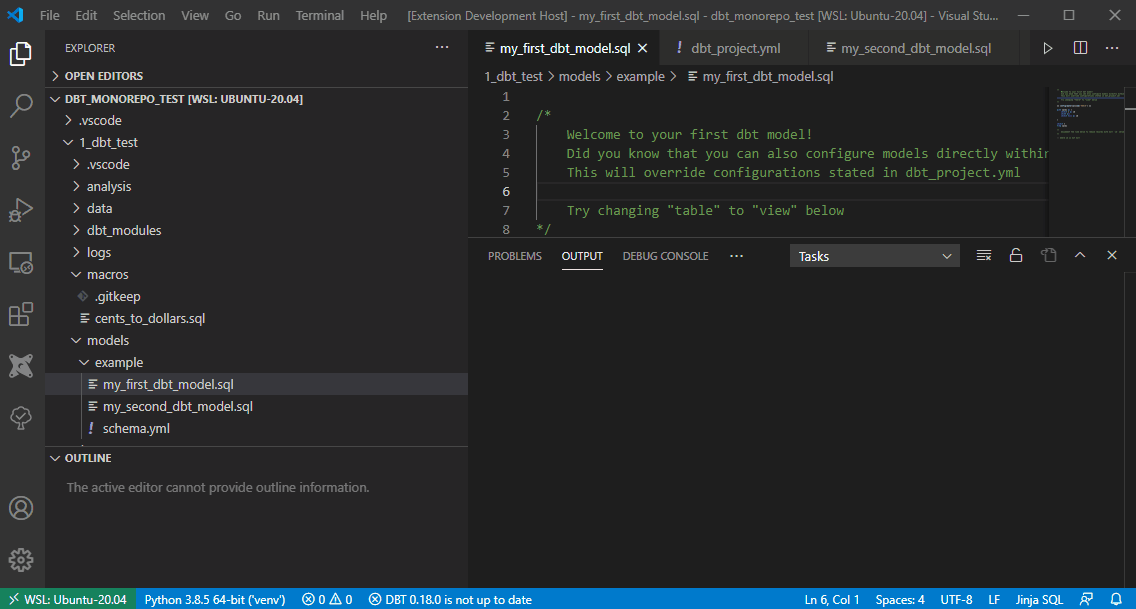 File Edit Selection View Go Run Terminal Help [Extension Development Host] - my_first_dbt_model.sql - dbt_monorepo_test [WSL: Ubuntu-20.04] - Visual Stu...
EXPLORER
OPEN EDITORS
DBT_MONOREPO_TEST [WSL: UBUNTU-20.04]
.vscode
1_dbt_test
.vscode
analysis
data
dbt_modules
logs
macros
.gitkeep
cents_to_dollars.sql
models
example
my_first_dbt_model.sql
my_second_dbt_model.sql
! schema.yml
OUTLINE
The active editor cannot provide outline information.
my_first_dbt_model.sql ! dbt_project.yml my_second_dbt_model.sql
1_dbt_test > models > example > my_first_dbt_model.sql
1
2 /*
3 Welcome to your first dbt model!
4 Did you know that you can also configure models directly within
5 This will override configurations stated in dbt_project.yml
6
7 Try changing "table" to "view" below
8 */
PROBLEMS OUTPUT DEBUG CONSOLE ··· Tasks
WSL: Ubuntu-20.04 Python 3.8.5 64-bit ('venv') 0 0 DBT 0.18.0 is not up to date Ln 6, Col 1 Spaces: 4 UTF-8 LF Jinja SQL